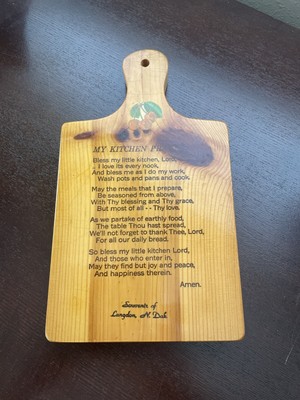 MY KITCHEN
Bless my little kitchen, Lord,
I love its every nook,
And bless me as I do my work,
Wash pots and pans and cook.
May the meals that I prepare,
Be seasoned from above,
With Thy blessing and Thy grace,
But most of all - - Thy love.
As we partake of earthly food,
The table Thou hast spread,
We'll not forget to thank Thee, Lord,
For all our daily bread.
So bless my little kitchen Lord,
And those who enter in,
May they find but joy and peace,
And happiness therein.
Amen.
Souvenir of
Langdon, N. Dak.